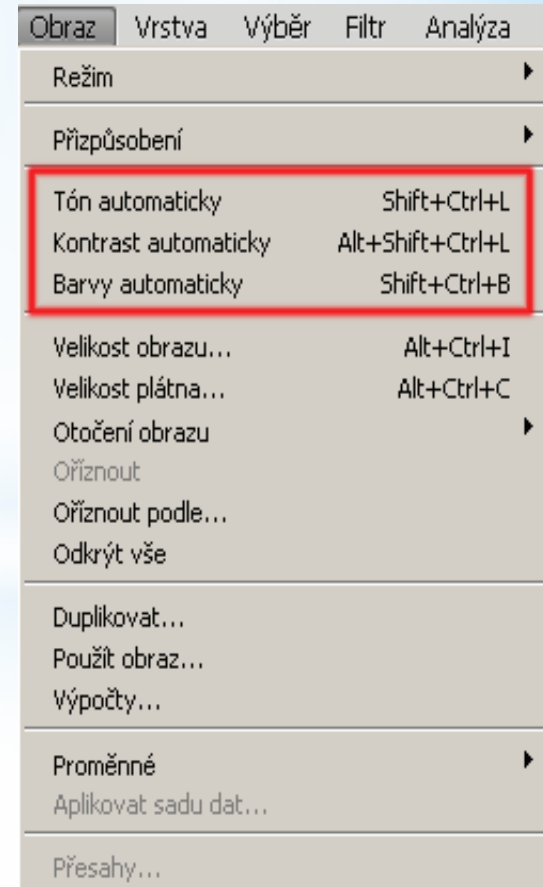 Obraz Vrstva Výběr Filtr Analýza
Režim
Přizpůsobení
Tón automaticky Shift+Ctrl+L
Kontrast automaticky Alt+Shift+Ctrl+L
Barvy automaticky Shift+Ctrl+B
Velikost obrazu... Alt+Ctrl+I
Velikost plátna... Alt+Ctrl+C
Otočení obrazu
Oříznout
Oříznout podle...
Odkrýt vše
Duplikovat...
Použít obraz...
Výpočty...
Proměnné
Aplikovat sadu dat...
Přesahy...